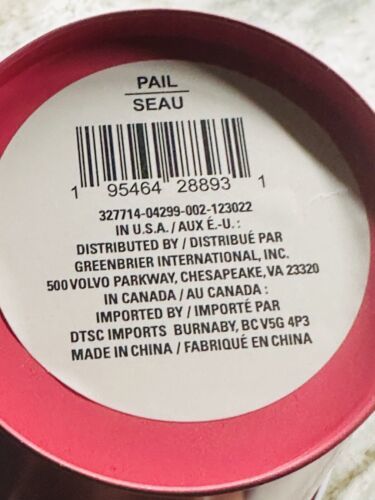 PAIL
SEAU
1 95464 28893 1
327714-04299-002-123022
IN U.S.A. / AUX É.-U. :
DISTRIBUTED BY / DISTRIBUÉ PAR
GREENBRIER INTERNATIONAL, INC.
500 VOLVO PARKWAY, CHESAPEAKE, VA 23320
IN CANADA / AU CANADA :
IMPORTED BY / IMPORTÉ PAR
DTSC IMPORTS BURNABY, BC V5G 4P3
MADE IN CHINA / FABRIQUÉ EN CHINA